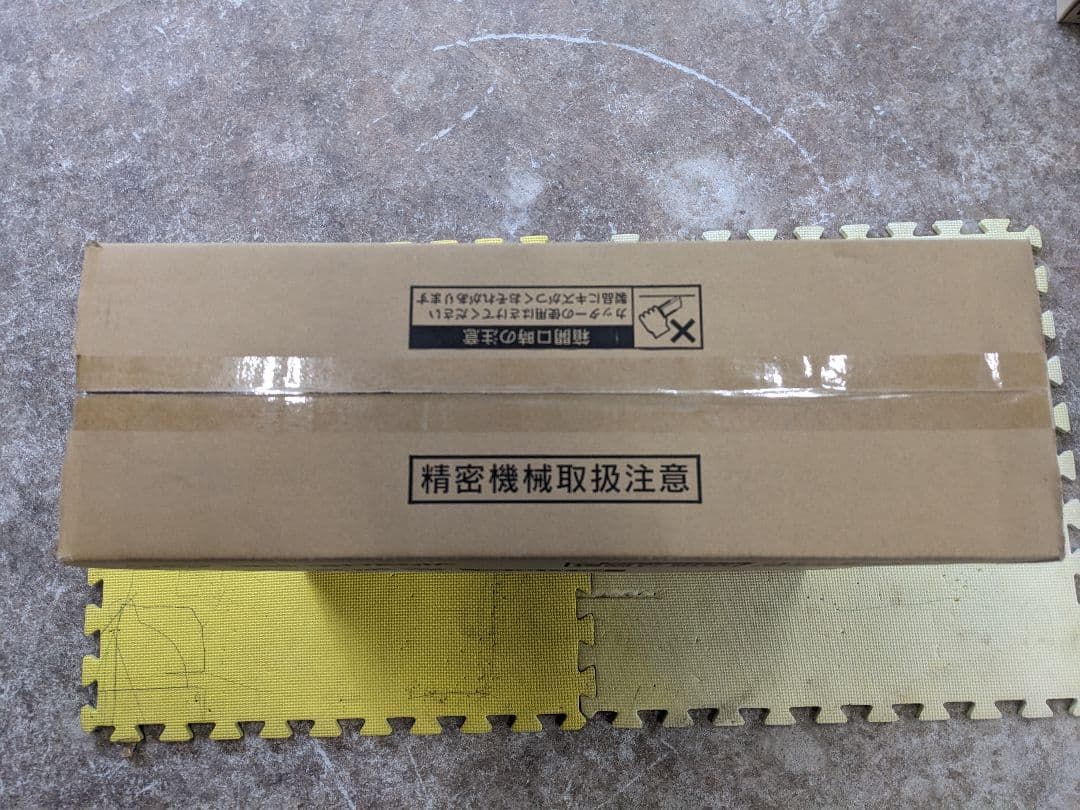 箱開口時の注意
カッターの使用はさけてください
製品にキズがつくおそれがあります
精密機械取扱注意